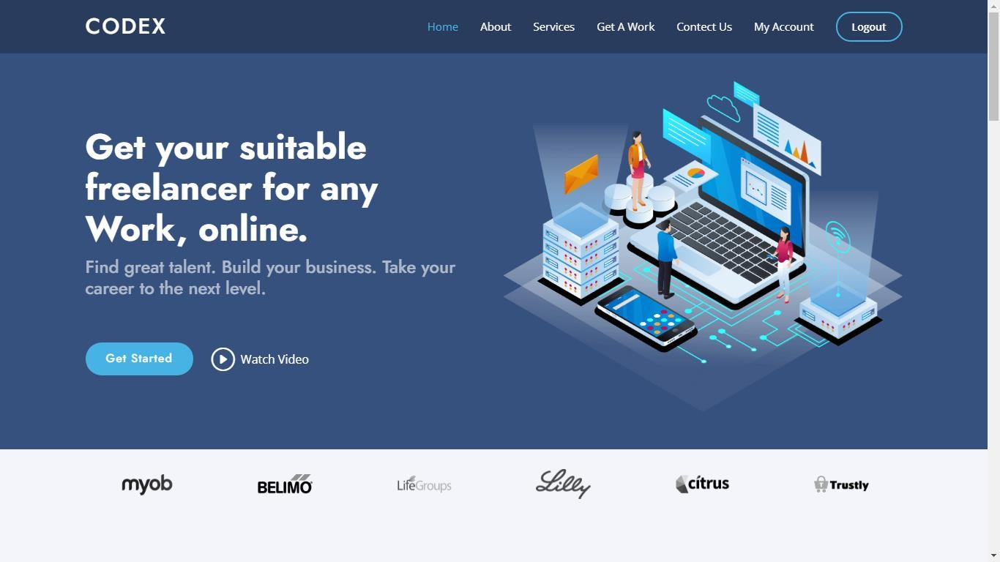 CODEX
Home
About
Services
Get A Work
Contect Us
My Account
Logout
Get your suitable
freelancer for any
Work, online.
Find great talent. Build your business. Take your
career to the next level.
Get Started
Watch Video
myob
BELIMO
LifeGroups
Lilly
citrus
Trustly